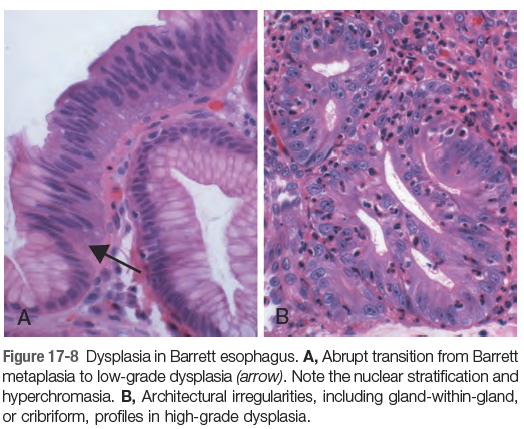 A
B
Figure 17-8 Dysplasia in Barrett esophagus. A, Abrupt transition from Barrett
metaplasia to low-grade dysplasia (arrow). Note the nuclear stratification and
hyperchromasia. B, Architectural irregularities, including gland-within-gland,
or cribriform, profiles in high-grade dysplasia.